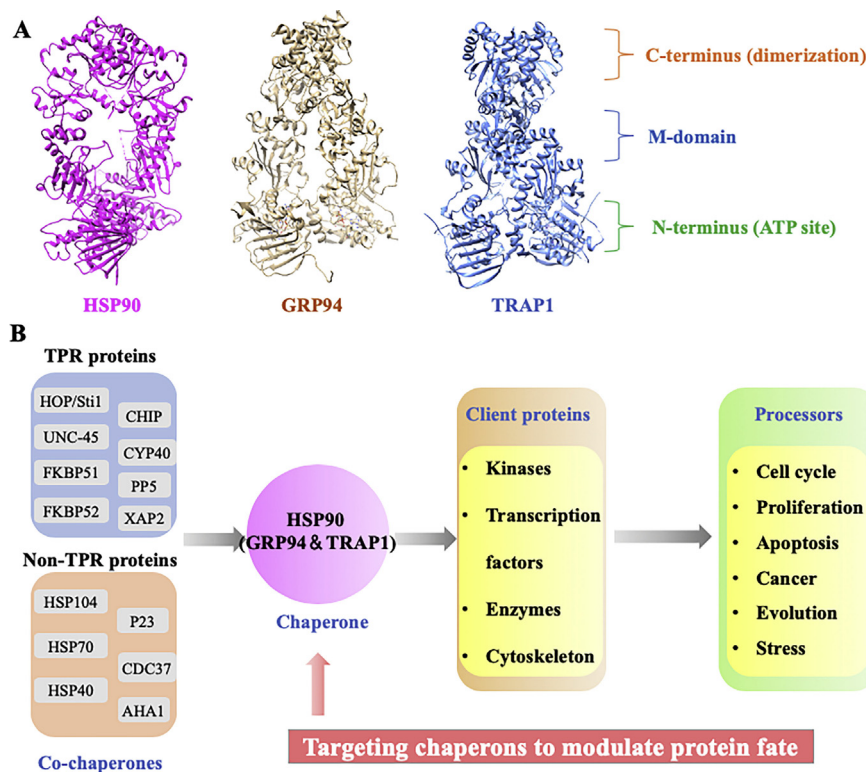 A
C-terminus (dimerization)
M-domain
N-terminus (ATP site)
HSP90
GRP94
TRAP1
B
TPR proteins
HOP/Sti1
UNC-45
FKBP51
FKBP52
CHIP
CYP40
PP5
XAP2
Non-TPR proteins
HSP104
HSP70
HSP40
P23
CDC37
AHA1
Co-chaperones
HSP90
(GRP94 & TRAP1)
Chaperone
Client proteins
• Kinases
• Transcription
factors
• Enzymes
• Cytoskeleton
Processors
• Cell cycle
• Proliferation
• Apoptosis
• Cancer
• Evolution
• Stress
Targeting chaperons to modulate protein fate